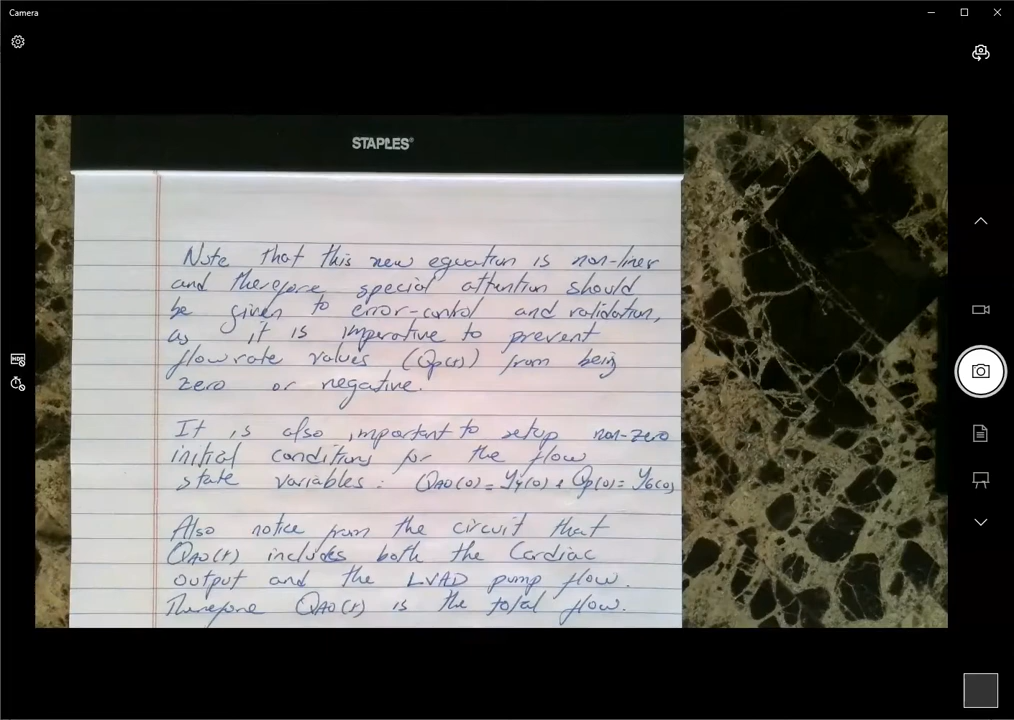 Camera
STAPLES®
Note that this new equation is non-liner
and therefore special attention should
be given to error-control and validation,
as it is imperative to prevent
flow rate values (Qp(t)) from being
zero or negative.
It is also important to setup non-zero
initial conditions for the flow
state variables: QAO(0) = Y4(0) & Qp(0) = Y6(0)
Also notice from the circuit that
QAO(t) includes both the Cardiac
output and the LVAD pump flow.
Therefore QAO(t) is the total flow.